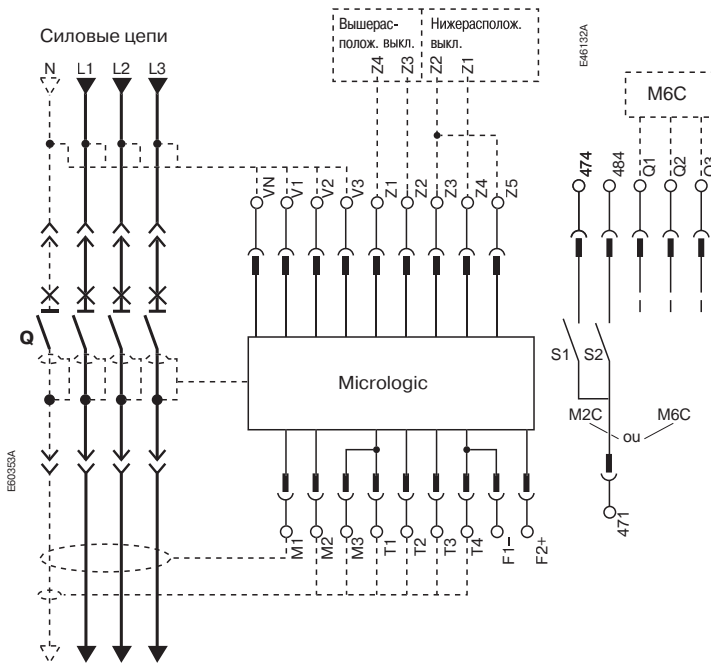 Силовые цепи
N L1 L2 L3
Вышерас-
полож. выкл.
Нижерасполож.
выкл.
Z4 Z3 Z2 Z1
E46132A
M6C
VN V1 V2 V3 Z1 Z2 Z3 Z4 Z5
474 484 Q1 Q2 Q3
Q
Micrologic
S1 S2
M2C ou M6C
471
E60353A
M1 M2 M3 T1 T2 T3 T4 F1– F2+